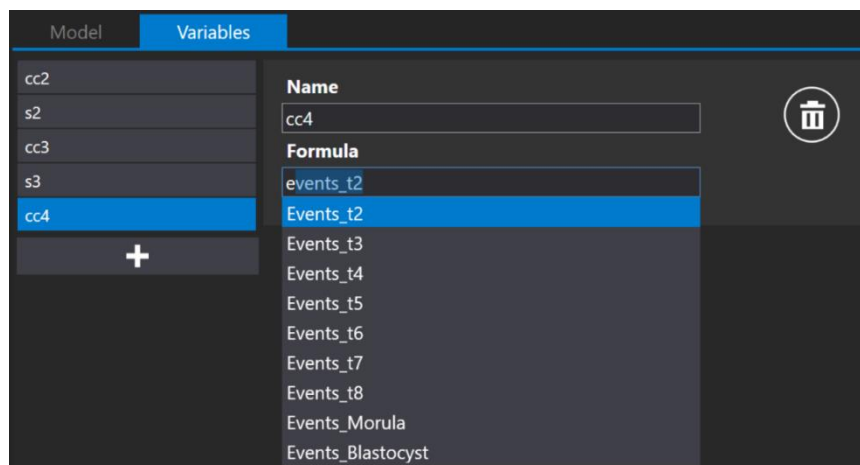 Model Variables
cc2
s2
cc3
s3
cc4
Name
cc4
Formula
events_t2
Events_t2
Events_t3
Events_t4
Events_t5
Events_t6
Events_t7
Events_t8
Events_Morula
Events_Blastocyst